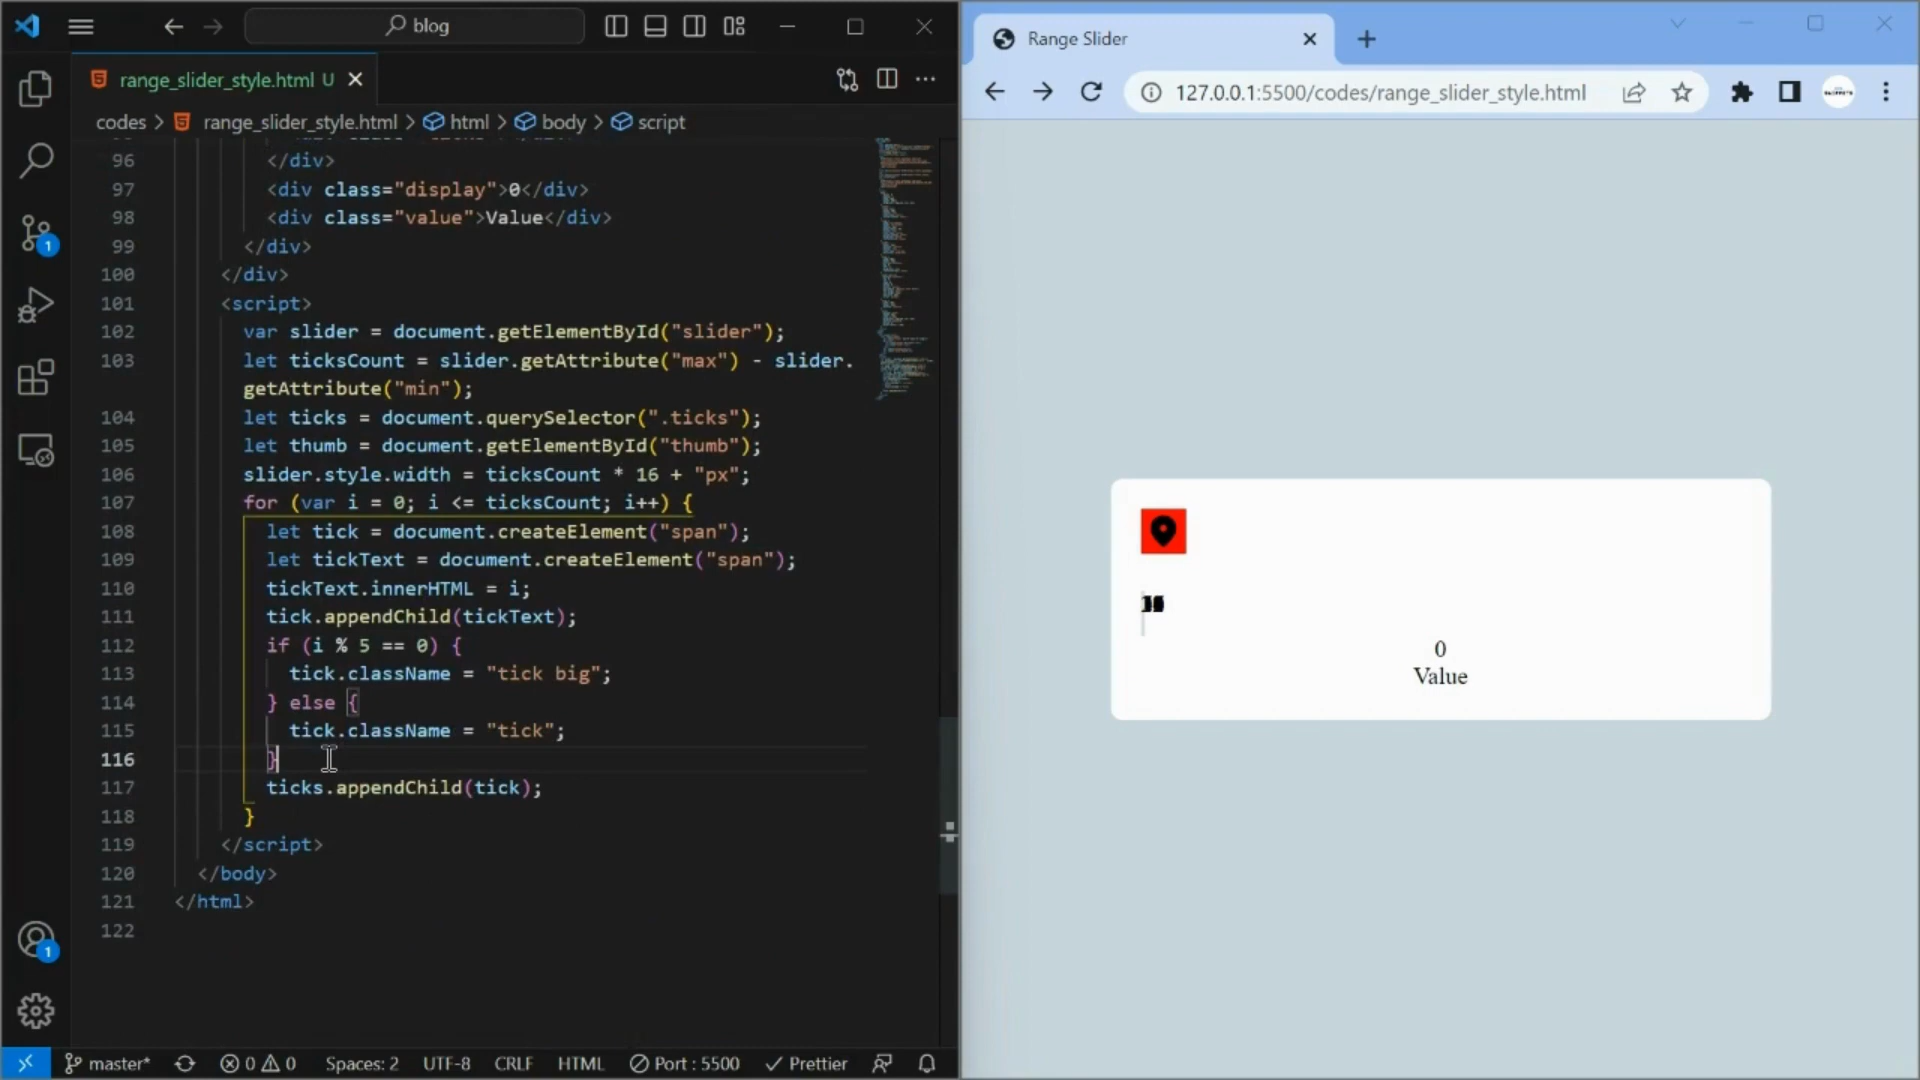 blog
range_slider_style.html U
codes > range_slider_style.html > html > body > script
96 </div>
97 <div class="display">0</div>
98 <div class="value">Value</div>
99 </div>
100 </div>
101 <script>
102 var slider = document.getElementById("slider");
103 let ticksCount = slider.getAttribute("max") - slider.
getAttribute("min");
104 let ticks = document.querySelector(".ticks");
105 let thumb = document.getElementById("thumb");
106 slider.style.width = ticksCount * 16 + "px";
107 for (var i = 0; i <= ticksCount; i++) {
108 let tick = document.createElement("span");
109 let tickText = document.createElement("span");
110 tickText.innerHTML = i;
111 tick.appendChild(tickText);
112 if (i % 5 == 0) {
113 tick.className = "tick big";
114 } else {
115 tick.className = "tick";
116 }
117 ticks.appendChild(tick);
118 }
119 </script>
120 </body>
121 </html>
122
1
1
master* 0 0 Spaces: 2 UTF-8 CRLF HTML Port : 5500 Prettier
Range Slider
127.0.0.1:5500/codes/range_slider_style.html
0
Value